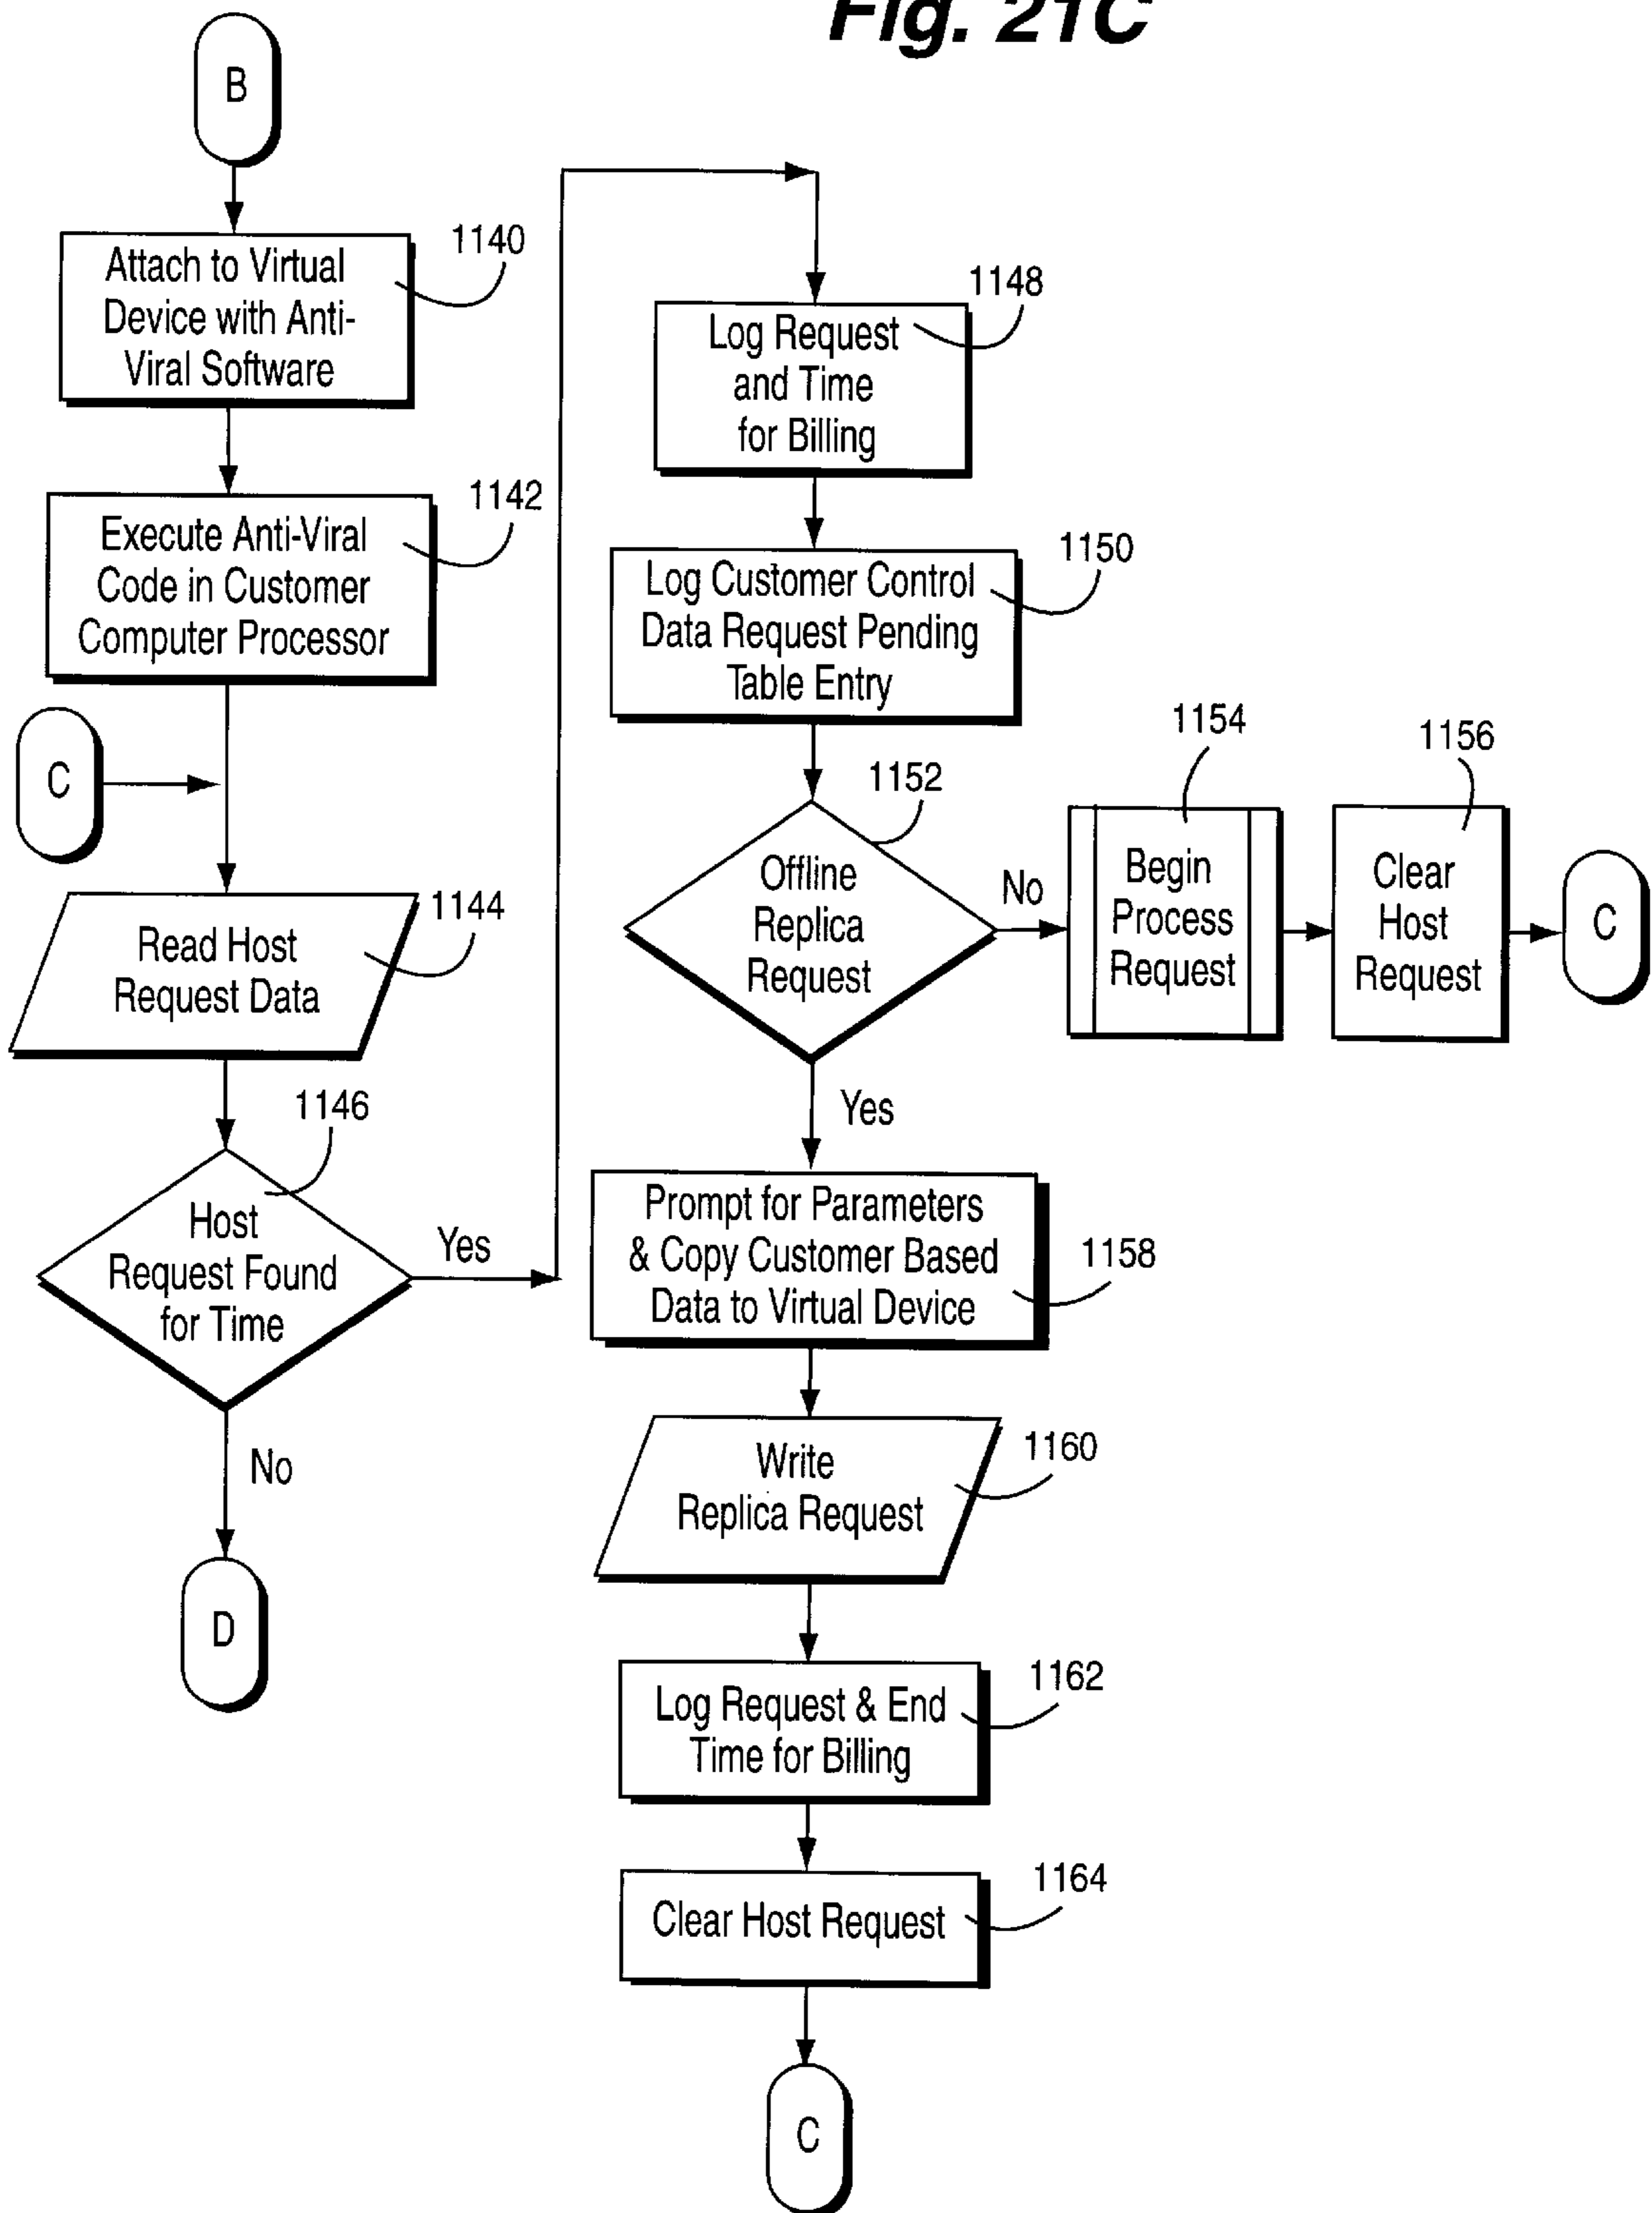 Fig. 21C
B
1140
Attach to Virtual
Device with Anti-
Viral Software
1142
Execute Anti-Viral
Code in Customer
Computer Processor
C
1144
Read Host
Request Data
1146
Host
Request Found
for Time
Yes
No
D
1148
Log Request
and Time
for Billing
1150
Log Customer Control
Data Request Pending
Table Entry
1152
Offline
Replica
Request
No
1154
Begin
Process
Request
1156
Clear
Host
Request
C
Yes
Prompt for Parameters
& Copy Customer Based
Data to Virtual Device
1158
Write
Replica Request
1160
Log Request & End
Time for Billing
1162
Clear Host Request
1164
C